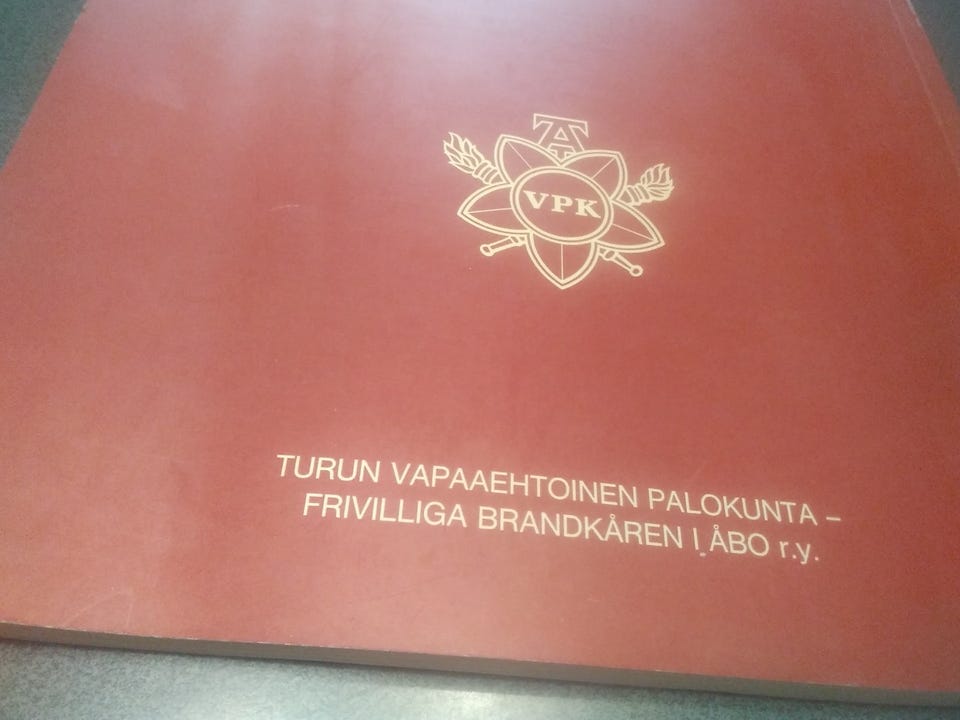 A
VPK
TURUN VAPAAEHTOINEN PALOKUNTA –
FRIVILLIGA BRANDKÅREN I ÅBO r.y.